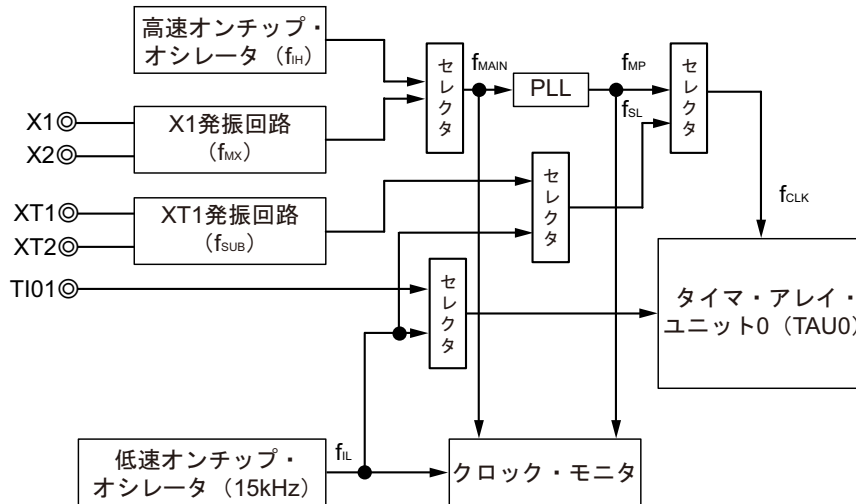 高速オンチップ・
オシレータ（fIH）
セレクタ
fMAIN
PLL
fMP
fSL
セレクタ
X1
X2
X1発振回路
（fMX）
XT1
XT2
XT1発振回路
（fSUB）
セレクタ
fCLK
TI01
セレクタ
タイマ・アレイ・
ユニット0（TAU0）
低速オンチップ・
オシレータ（15kHz）
fIL
クロック・モニタ